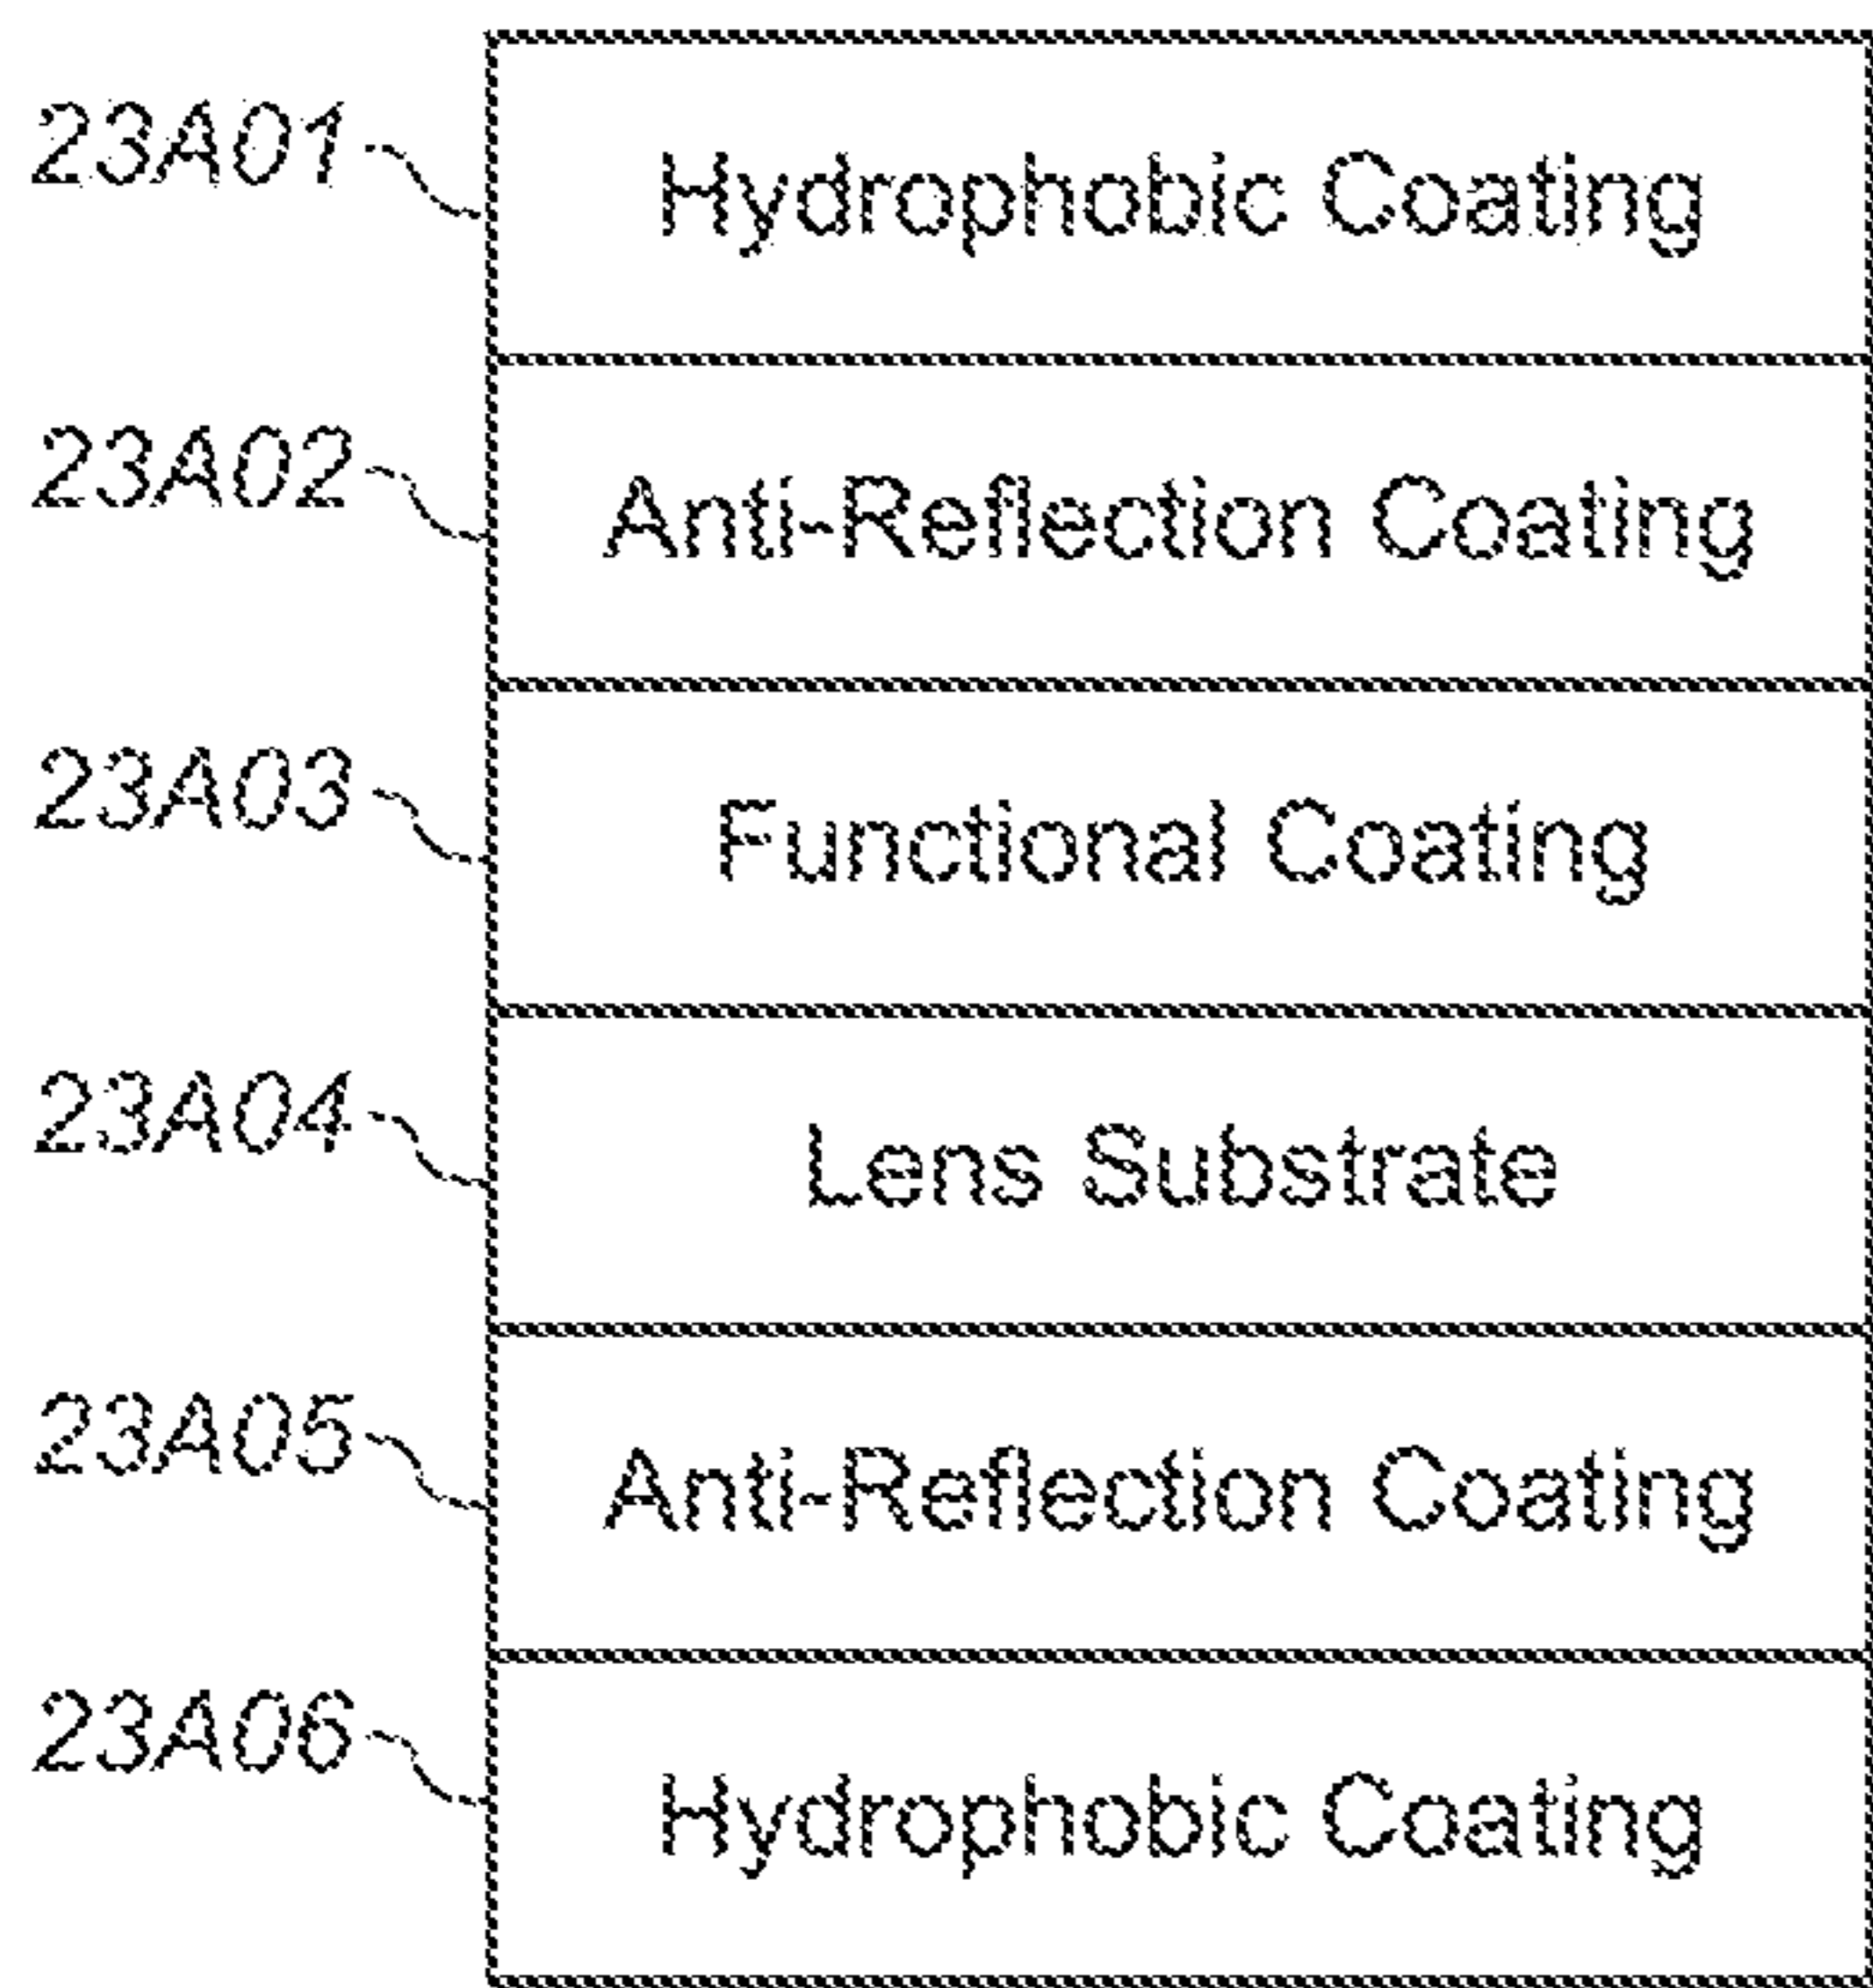 23A01 Hydrophobic Coating
23A02 Anti-Reflection Coating
23A03 Functional Coating
23A04 Lens Substrate
23A05 Anti-Reflection Coating
23A06 Hydrophobic Coating